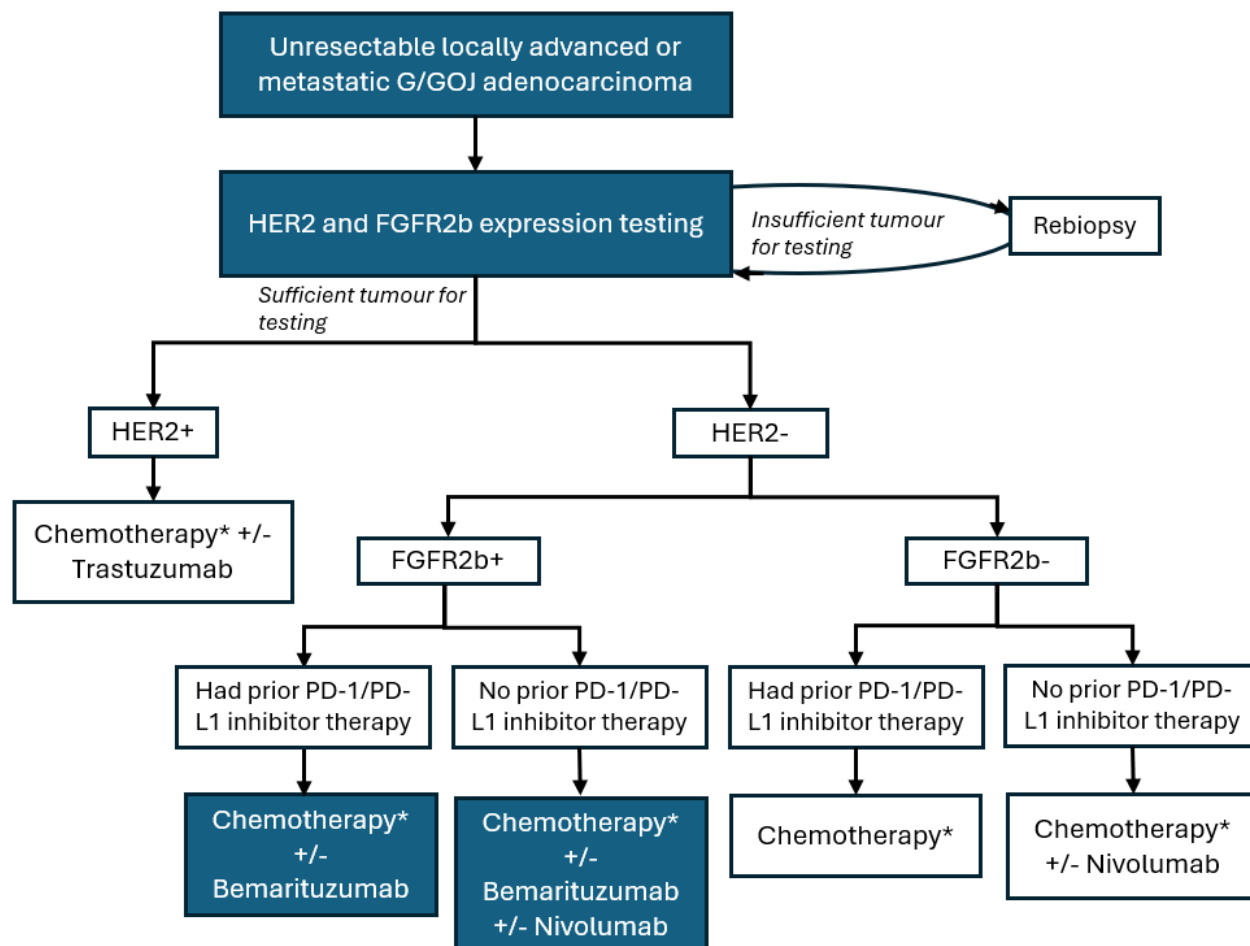 Unresectable locally advanced or
metastatic G/GOJ adenocarcinoma
HER2 and FGFR2b expression testing
Insufficient tumour
for testing
Rebiopsy
Sufficient tumour for
testing
HER2+
HER2-
Chemotherapy* +/-
Trastuzumab
FGFR2b+
FGFR2b-
Had prior PD-1/PD-
L1 inhibitor therapy
No prior PD-1/PD-
L1 inhibitor therapy
Had prior PD-1/PD-
L1 inhibitor therapy
No prior PD-1/PD-
L1 inhibitor therapy
Chemotherapy*
+/-
Bemarituzumab
Chemotherapy*
+/-
Bemarituzumab
+/- Nivolumab
Chemotherapy*
Chemotherapy*
+/- Nivolumab